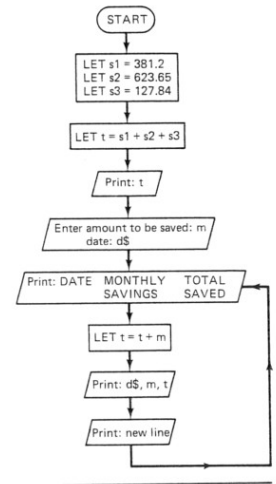 START
LET s1 = 381.2
LET s2 = 623.65
LET s3 = 127.84
LET t = s1 + s2 + s3
Print: t
Enter amount to be saved: m
date: d$
Print: DATE MONTHLY TOTAL
SAVINGS SAVED
LET t = t + m
Print: d$, m, t
Print: new line